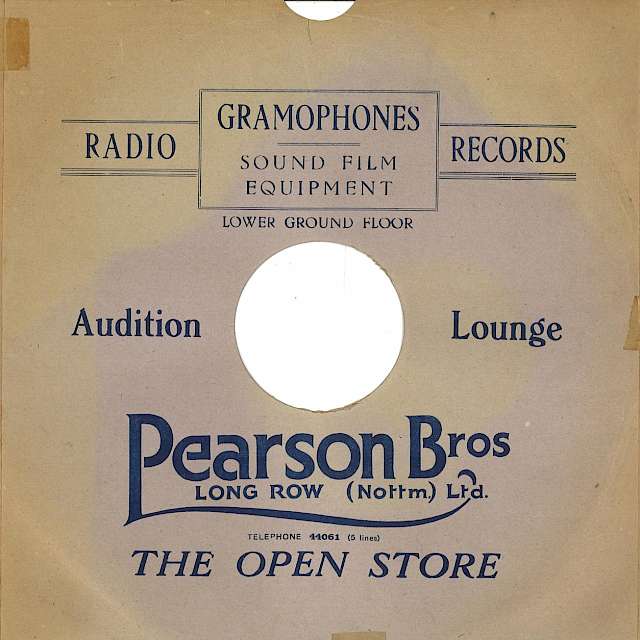 GRAMOPHONES
RADIO
RECORDS
SOUND FILM
EQUIPMENT
LOWER GROUND FLOOR
Audition
Lounge
Pearson Bros
LONG ROW (Nottm.) Ltd.
TELEPHONE 44061 (5 lines)
THE OPEN STORE